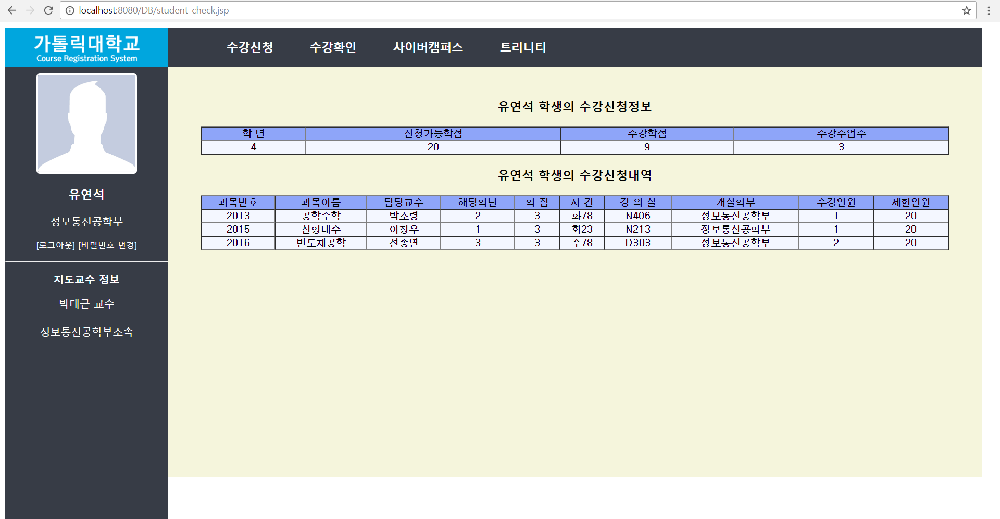 localhost:8080/DB/student_check.jsp
가톨릭대학교
Course Registration System
수강신청 수강확인 사이버캠퍼스 트리니티
유연석
정보통신공학부
[로그아웃] [비밀번호 변경]
지도교수 정보
박태근 교수
정보통신공학부소속
유연석 학생의 수강신청정보
학 년 신청가능학점 수강학점 수강수업수
4 20 9 3
유연석 학생의 수강신청내역
과목번호 과목이름 담당교수 해당학년 학 점 시 간 강 의 실 개설학부 수강인원 제한인원
2013 공학수학 박소령 2 3 화78 N406 정보통신공학부 1 20
2015 선형대수 이창우 1 3 화23 N213 정보통신공학부 1 20
2016 반도체공학 전종연 3 3 수78 D303 정보통신공학부 2 20